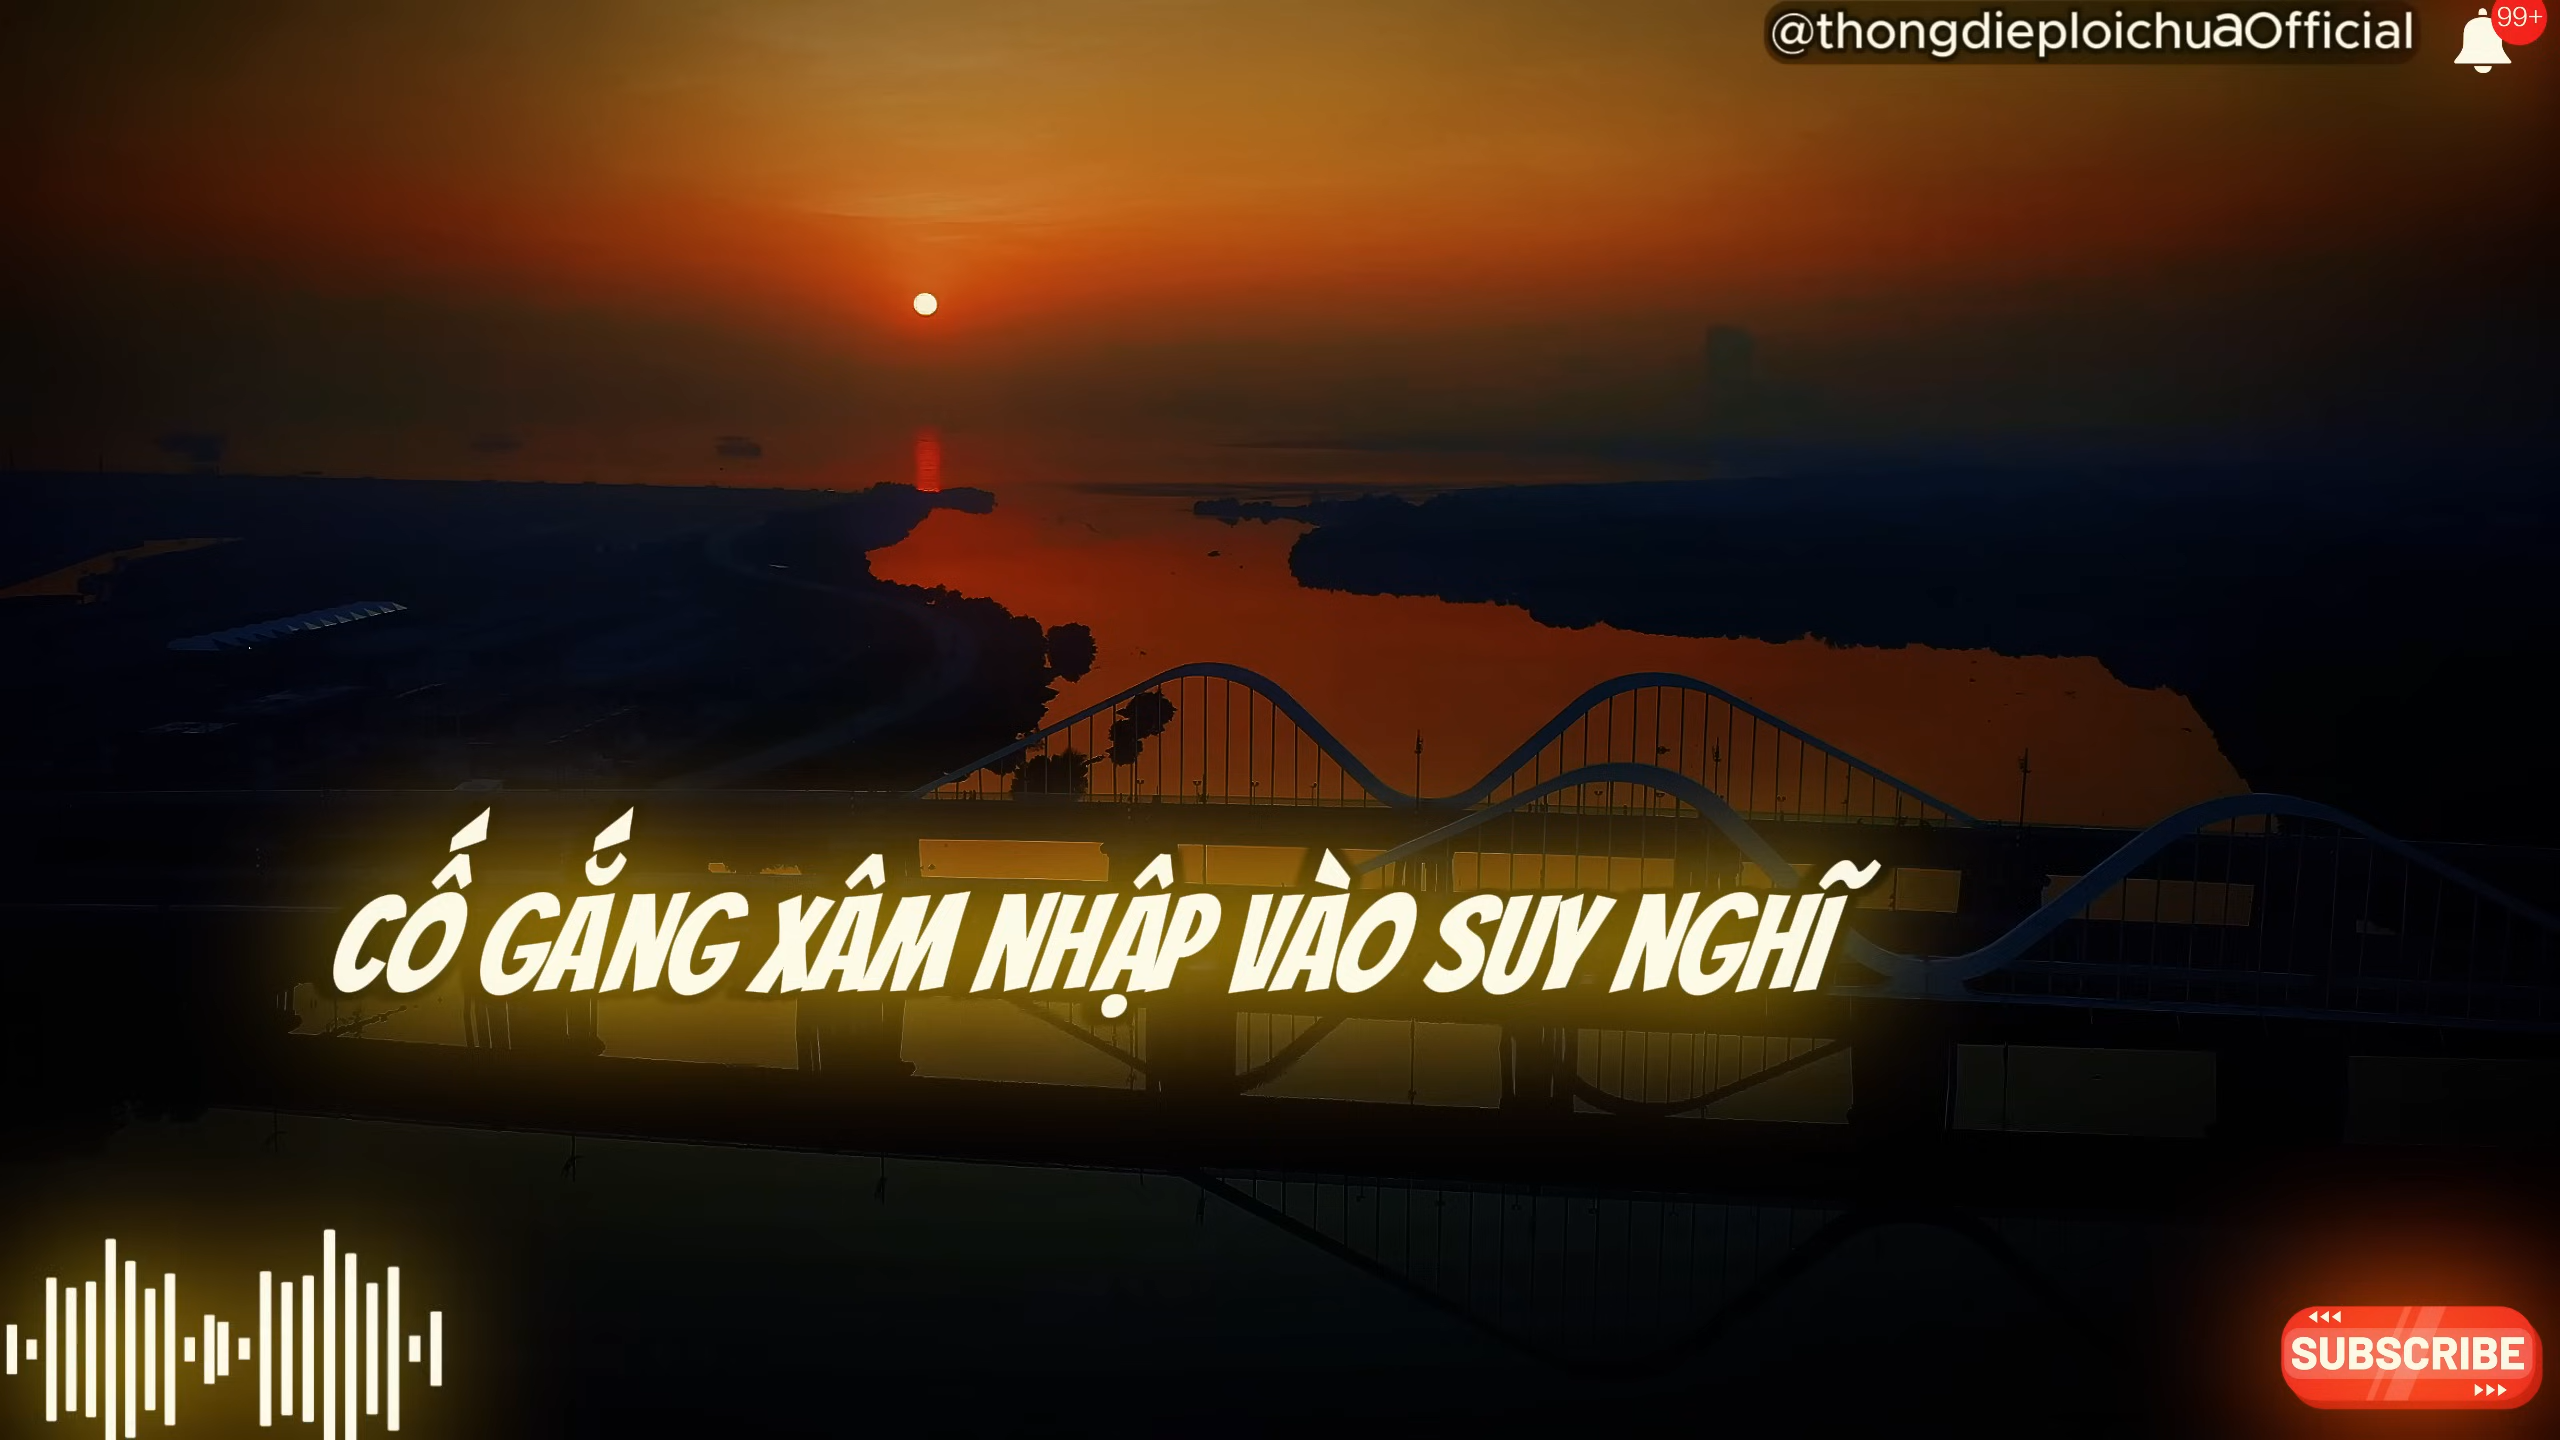 @thongdieploichuaOfficial
99+
CỐ GẮNG XÂM NHẬP VÀO SUY NGHĨ
SUBSCRIBE